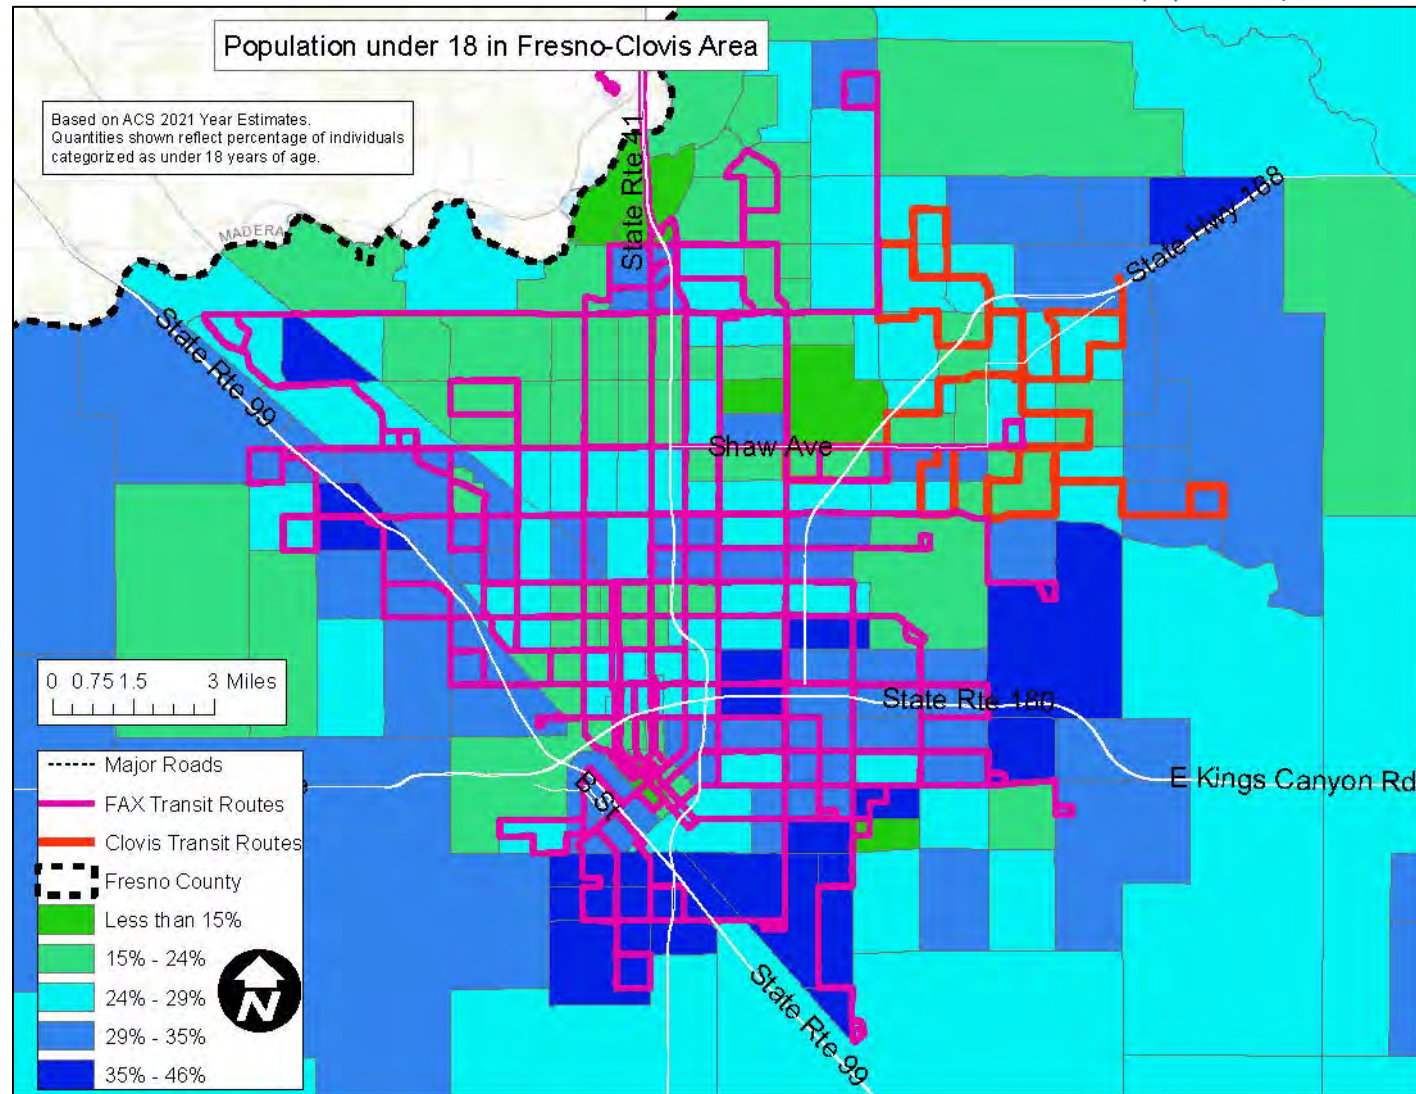 Population under 18 in Fresno-Clovis Area
Based on ACS 2021 Year Estimates.
Quantities shown reflect percentage of individuals
categorized as under 18 years of age.
State Rte 41
MADERA
State Hwy 168
State Rte 99
Shaw Ave
State Rte 180
E Kings Canyon Rd
B St
State Rte 99
0 0.75 1.5 3 Miles
Major Roads
FAX Transit Routes
Clovis Transit Routes
Fresno County
Less than 15%
15% - 24%
24% - 29%
29% - 35%
35% - 46%
N